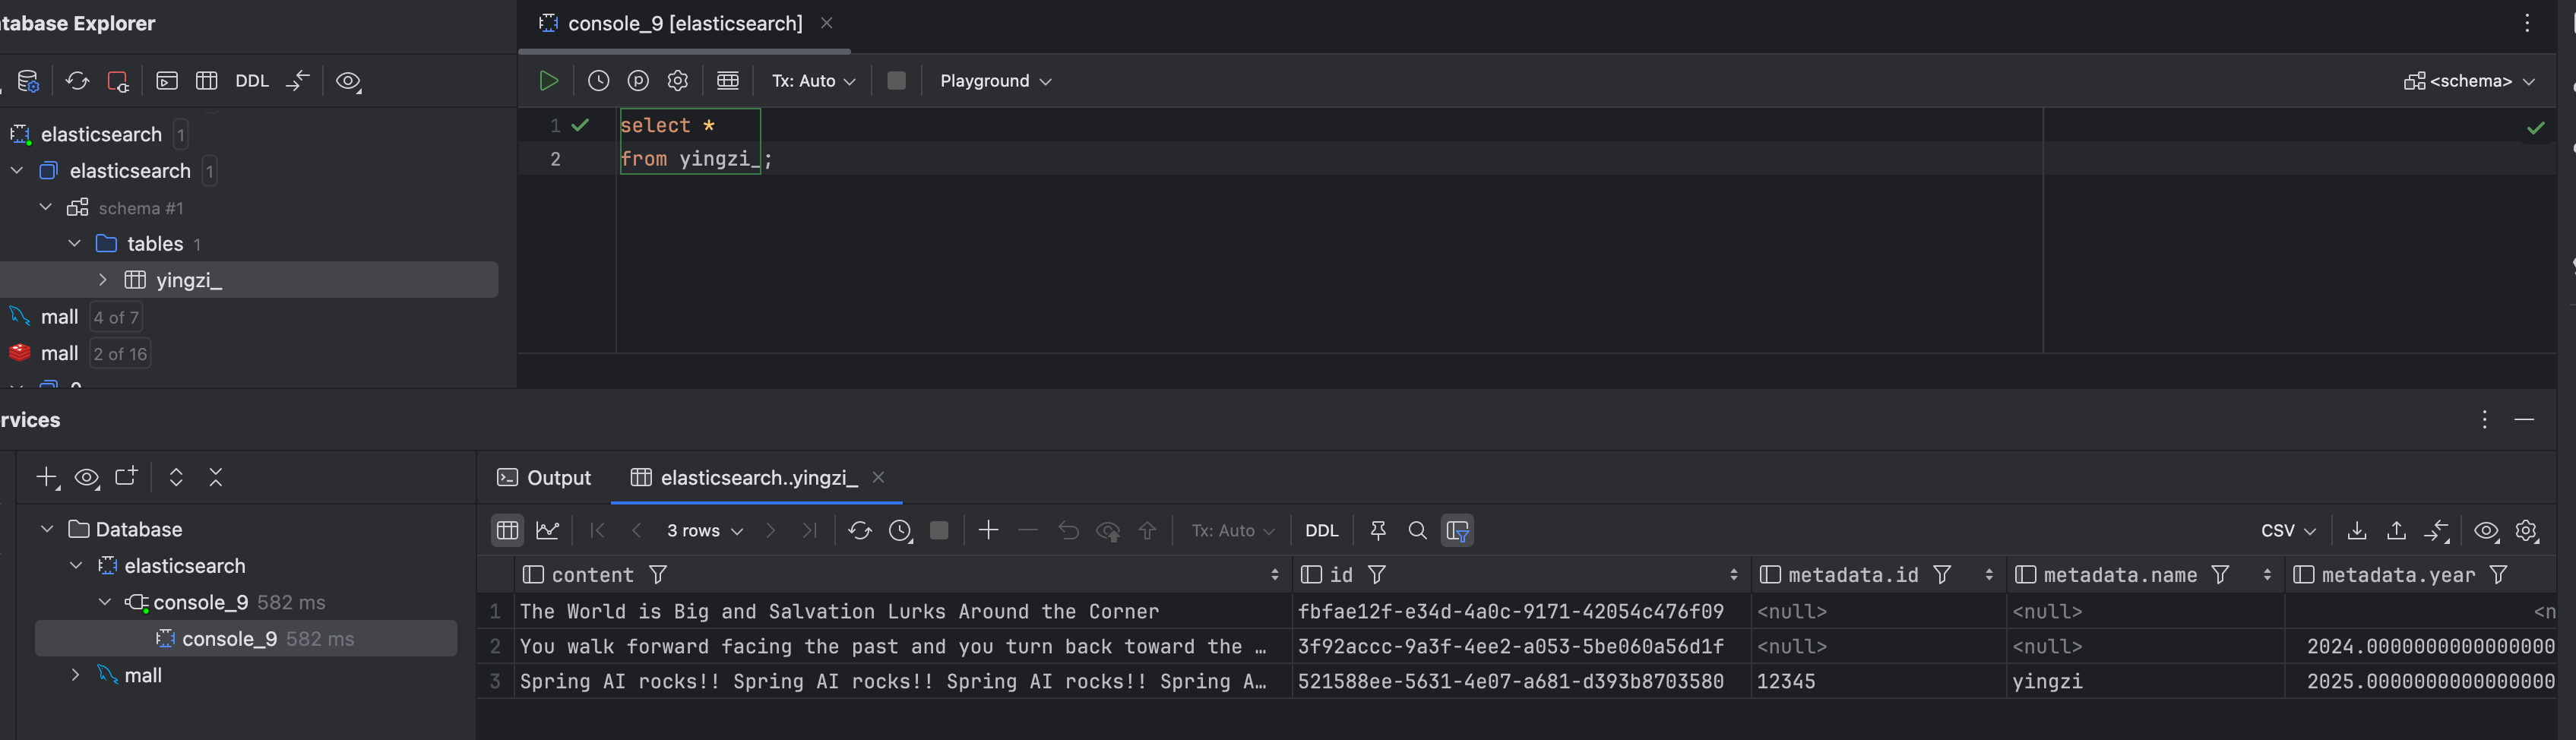 tabase Explorer
console_9 [elasticsearch]
DDL
Tx: Auto
Playground
<schema>
elasticsearch 1
elasticsearch 1
schema #1
tables 1
yingzi_
mall 4 of 7
mall 2 of 16
1 select *
2 from yingzi_;
rvices
Output
elasticsearch..yingzi_
3 rows
Tx: Auto
DDL
CSV
Database
elasticsearch
console_9 582 ms
console_9 582 ms
mall
content id metadata.id metadata.name metadata.year
1 The World is Big and Salvation Lurks Around the Corner fbfae12f-e34d-4a0c-9171-42054c476f09 <null> <null> <n
2 You walk forward facing the past and you turn back toward the … 3f92accc-9a3f-4ee2-a053-5be060a56d1f <null> <null> 2024.0000000000000000
3 Spring AI rocks!! Spring AI rocks!! Spring AI rocks!! Spring A… 521588ee-5631-4e07-a681-d393b8703580 12345 yingzi 2025.0000000000000000